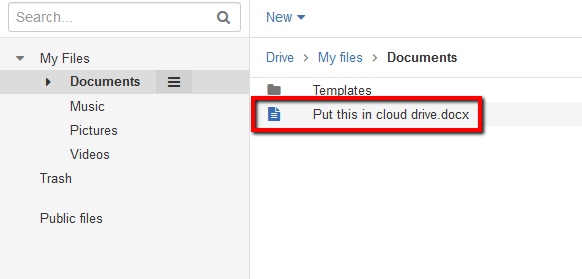 Search...
My Files
Documents
Music
Pictures
Videos
Trash
Public files
New
Drive > My files > Documents
Templates
Put this in cloud drive.docx